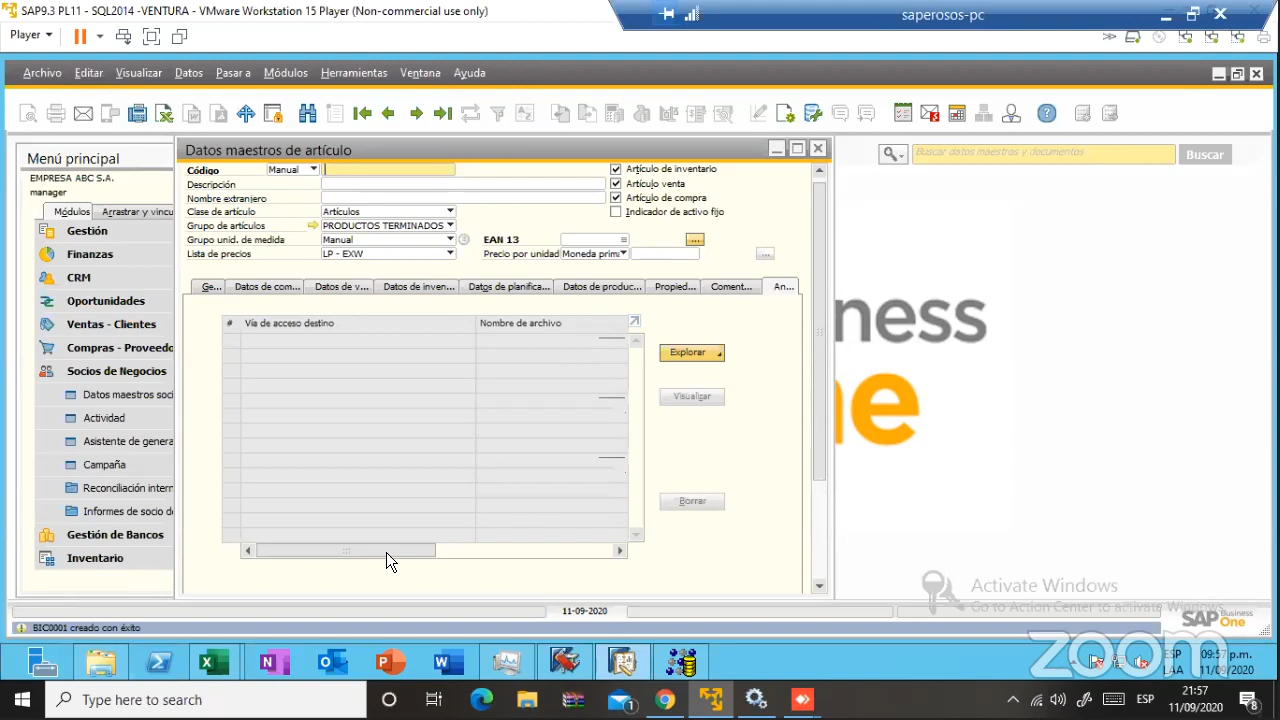 SAP9.3 PL11 - SQL2014 -VENTURA - VMware Workstation 15 Player (Non-commercial use only)
saperosos-pc
Player
Archivo Editar Visualizar Datos Pasar a Módulos Herramientas Ventana Ayuda
Menú principal
EMPRESA ABC S.A.
manager
Módulos Arrastrar y vincu
Gestión
Finanzas
CRM
Oportunidades
Ventas - Clientes
Compras - Proveedo
Socios de Negocios
Datos maestros soci
Actividad
Asistente de genera
Campaña
Reconciliación intern
Informes de socio d
Gestión de Bancos
Inventario
Datos maestros de artículo
Código Manual
Descripción
Nombre extranjero
Clase de artículo Artículos
Grupo de artículos PRODUCTOS TERMINADOS
Grupo unid. de medida Manual
Lista de precios LP - EXW
Artículo de inventario
Artículo venta
Artículo de compra
Indicador de activo fijo
EAN 13 ...
Precio por unidad Moneda prim ...
Ge... Datos de com... Datos de v... Datos de inven... Datos de planifica... Datos de produc... Propied... Coment... An...
# Vía de acceso destino Nombre de archivo
Explorar
Visualizar
Borrar
Buscar datos maestros y documentos Buscar
ness
ne
Activate Windows
Go to Action Center to activate Windows.
11-09-2020
SAP Business One
BIC0001 creado con éxito
zoom
ESP 09:57 p.m.
LAA 11/09/2020
Type here to search
1
ESP
21:57
11/09/2020
8